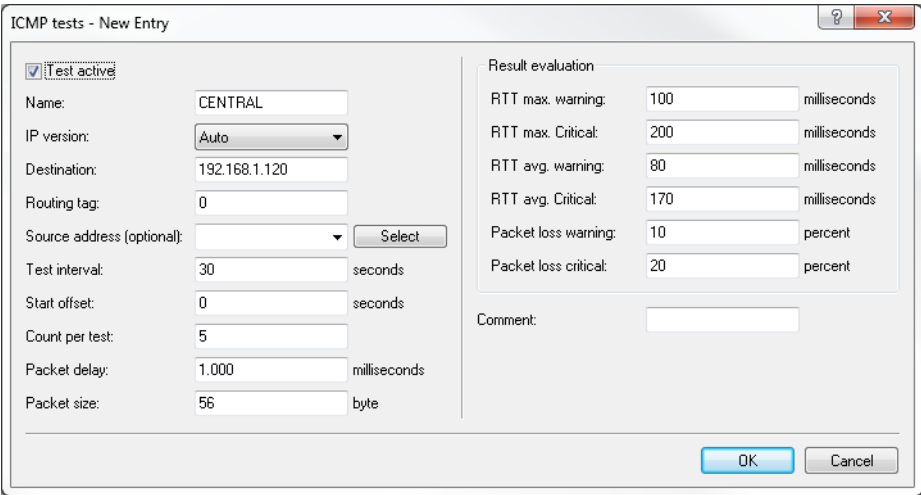 ICMP tests - New Entry
Test active
Name: CENTRAL
IP version: Auto
Destination: 192.168.1.120
Routing tag: 0
Source address (optional): Select
Test interval: 30 seconds
Start offset: 0 seconds
Count per test: 5
Packet delay: 1.000 milliseconds
Packet size: 56 byte
Result evaluation
RTT max. warning: 100 milliseconds
RTT max. Critical: 200 milliseconds
RTT avg. warning: 80 milliseconds
RTT avg. Critical: 170 milliseconds
Packet loss warning: 10 percent
Packet loss critical: 20 percent
Comment:
OK Cancel